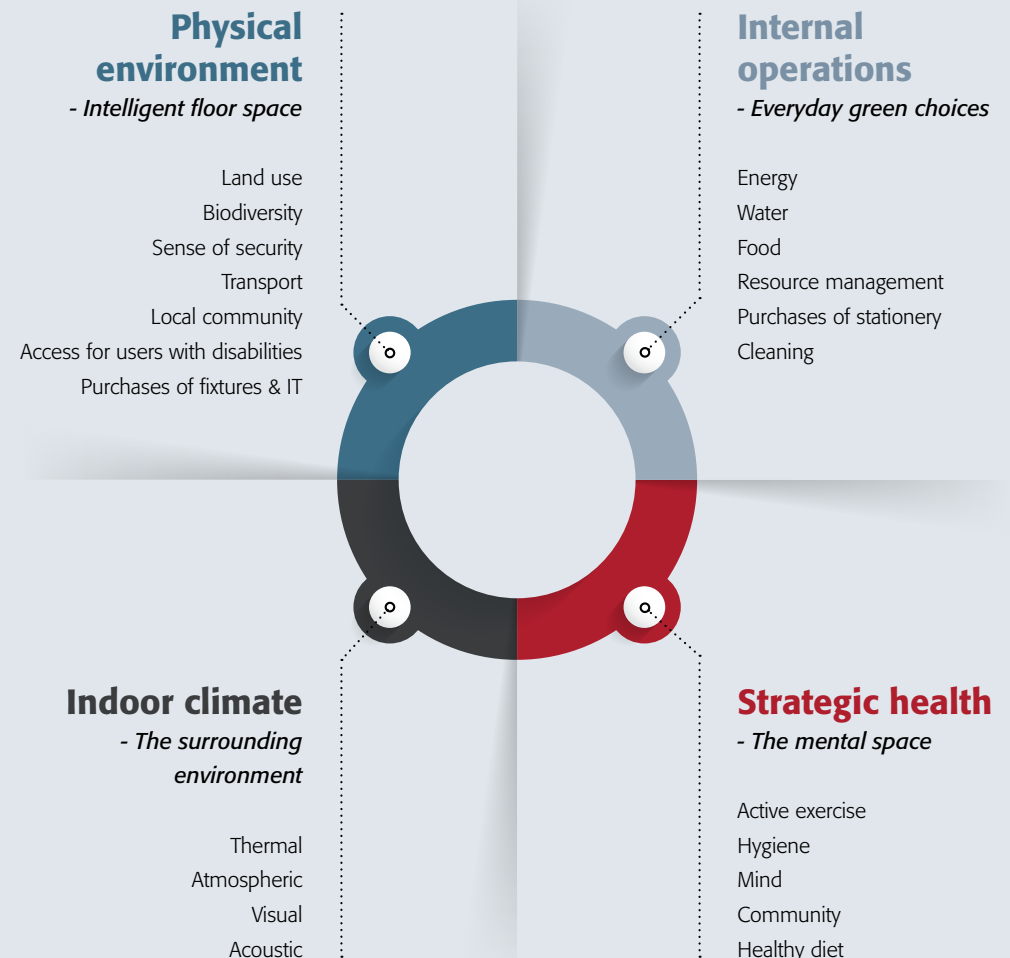 Physical
environment
- Intelligent floor space
Land use
Biodiversity
Sense of security
Transport
Local community
Access for users with disabilities
Purchases of fixtures & IT
Internal
operations
- Everyday green choices
Energy
Water
Food
Resource management
Purchases of stationery
Cleaning
Indoor climate
- The surrounding
environment
Thermal
Atmospheric
Visual
Acoustic
Strategic health
- The mental space
Active exercise
Hygiene
Mind
Community
Healthy diet